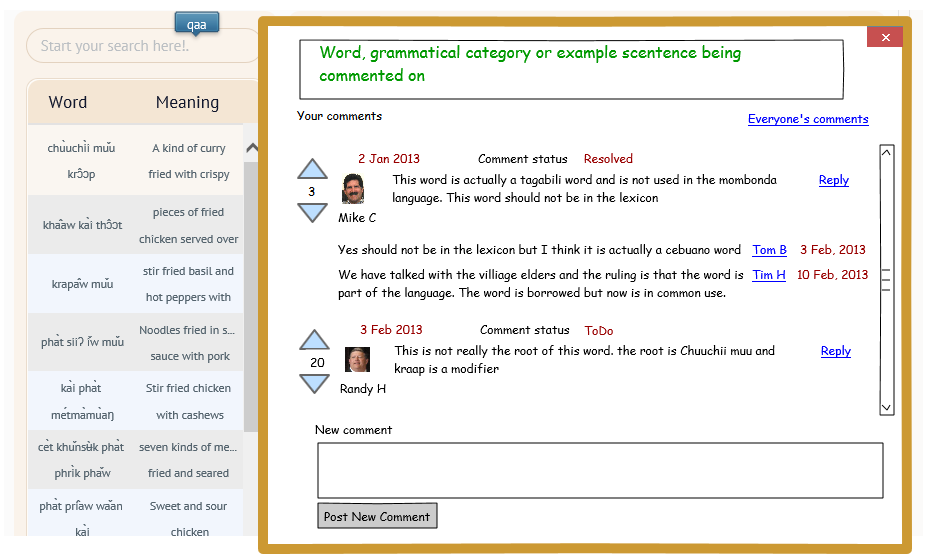 qaa
Start your search here!.
Word Meaning
chʉ̀uchìi mǔu A kind of curry
krɔ̀ɔp fried with crispy
khâaw kài thɔ̂ɔt pieces of fried
chicken served over
kraphâw mǔu stir fried basil and
hot peppers with
phàt siiʔ ǐw mǔu Noodles fried in s...
sauce with pork
kài phàt Stir fried chicken
métmàmuàŋ with cashews
cèt khǔnsʉ̀k phàt seven kinds of me...
phrìk phǎw fried and seared
phàt prîaw wǎan Sweet and sour
kài chicken
Word, grammatical category or example scentence being
commented on
Your comments
Everyone's comments
2 Jan 2013 Comment status Resolved
3
This word is actually a tagabili word and is not used in the mombonda
language. This word should not be in the lexicon
Reply
Mike C
Yes should not be in the lexicon but I think it is actually a cebuano word Tom B 3 Feb, 2013
We have talked with the villiage elders and the ruling is that the word is Tim H 10 Feb, 2013
part of the language. The word is borrowed but now is in common use.
3 Feb 2013 Comment status ToDo
20
This is not really the root of this word. the root is Chuuchii muu and
kraap is a modifier
Reply
Randy H
New comment
Post New Comment